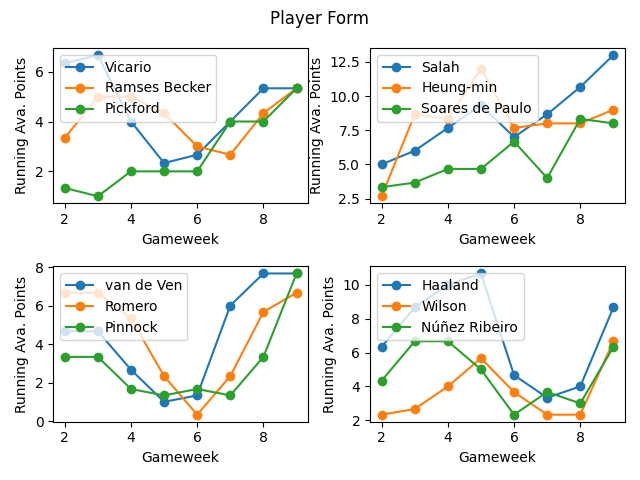 Player Form
Running Ava. Points
6
4
2
Vicario
Ramses Becker
Pickford
2 4 6 8
Gameweek
Running Ava. Points
12.5
10.0
7.5
5.0
2.5
Salah
Heung-min
Soares de Paulo
2 4 6 8
Gameweek
Running Ava. Points
8
6
4
2
0
van de Ven
Romero
Pinnock
2 4 6 8
Gameweek
Running Ava. Points
10
8
6
4
2
Haaland
Wilson
Núñez Ribeiro
2 4 6 8
Gameweek